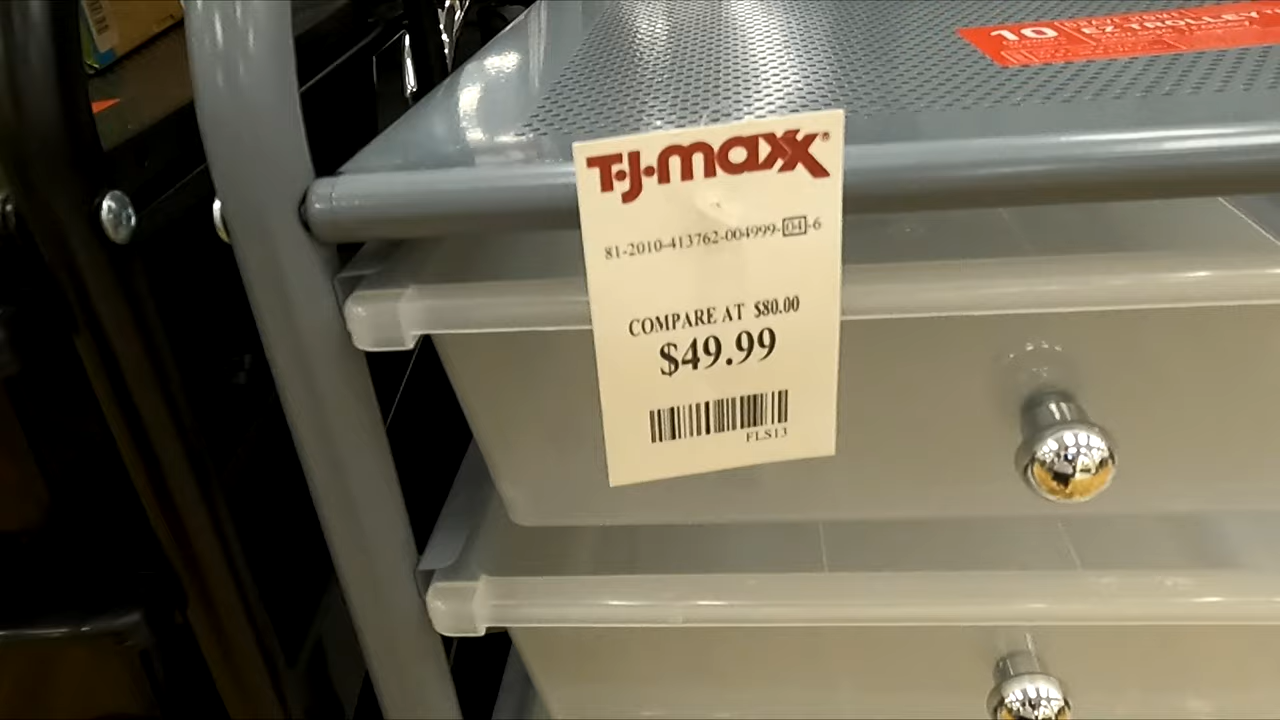 10
EZ TROLLEY
T·J·maxx®
81-2010-413762-004999-04-6
COMPARE AT $80.00
$49.99
FLS13